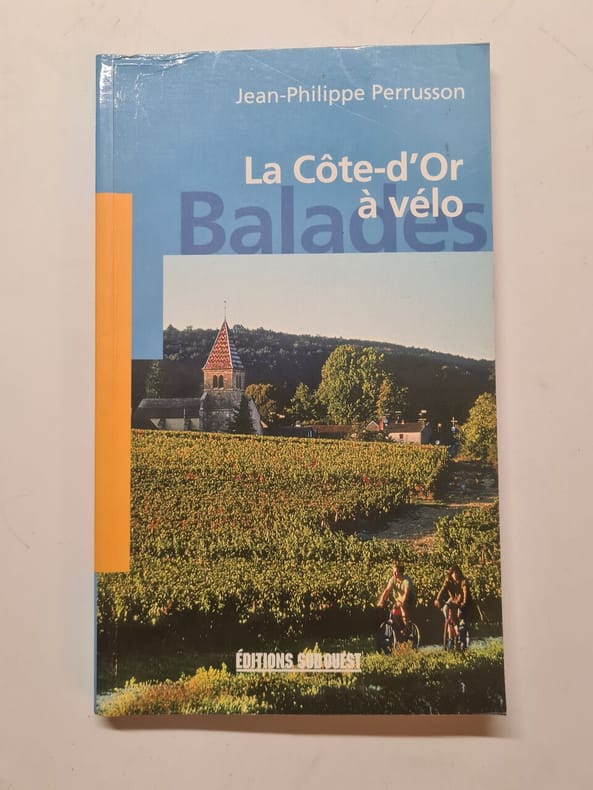 Jean-Philippe Perrusson
La Côte-d'Or
à vélo
Balades
ÉDITIONS SUD OUEST